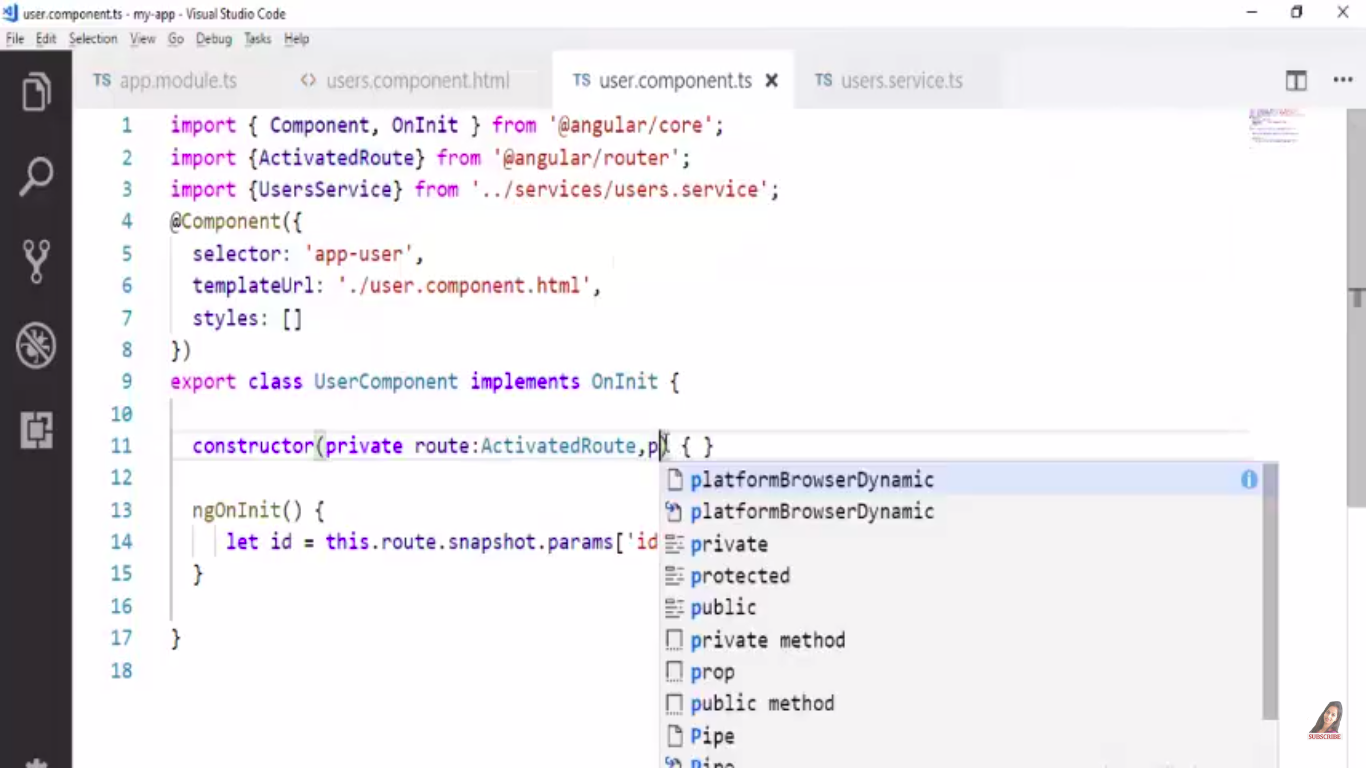 user.component.ts - my-app - Visual Studio Code
File Edit Selection View Go Debug Tasks Help
TS app.module.ts <> users.component.html TS user.component.ts TS users.service.ts
1 import { Component, OnInit } from '@angular/core';
2 import {ActivatedRoute} from '@angular/router';
3 import {UsersService} from '../services/users.service';
4 @Component({
5 selector: 'app-user',
6 templateUrl: './user.component.html',
7 styles: []
8 })
9 export class UserComponent implements OnInit {
10
11 constructor(private route:ActivatedRoute,p) { }
12
13 ngOnInit() {
14 let id = this.route.snapshot.params['id
15 }
16
17 }
18
platformBrowserDynamic
platformBrowserDynamic
private
protected
public
private method
prop
public method
Pipe
SUBSCRIBE